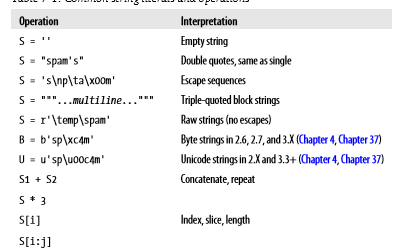 Table 7-1. Common string literals and operations
Operation Interpretation
S = '' Empty string
S = "spam's" Double quotes, same as single
S = 's\np\ta\x00m' Escape sequences
S = """...multiline...""" Triple-quoted block strings
S = r'\temp\spam' Raw strings (no escapes)
B = b'sp\xc4m' Byte strings in 2.6, 2.7, and 3.X (Chapter 4, Chapter 37)
U = u'sp\u00c4m' Unicode strings in 2.X and 3.3+ (Chapter 4, Chapter 37)
S1 + S2 Concatenate, repeat
S * 3
S[i] Index, slice, length
S[i:j]